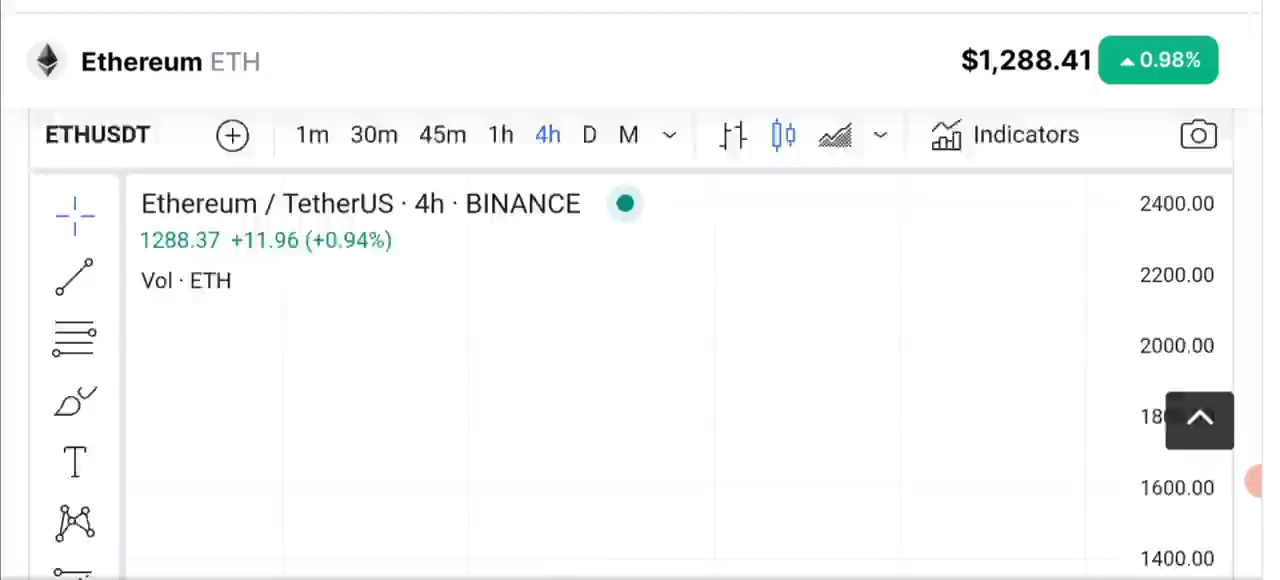 Ethereum ETH
$1,288.41 0.98%
ETHUSDT 1m 30m 45m 1h 4h D M Indicators
Ethereum / TetherUS · 4h · BINANCE
1288.37 +11.96 (+0.94%)
Vol · ETH
2400.00
2200.00
2000.00
1600.00
1400.00
T